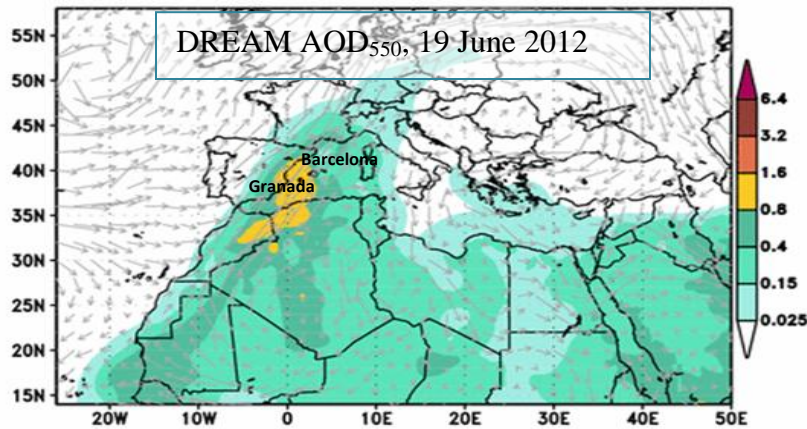 DREAM AOD550, 19 June 2012
55N
50N
45N
40N
35N
30N
25N
20N
15N
Barcelona
Granada
20W 10W 0 10E 20E 30E 40E 50E
6.4
3.2
1.6
0.8
0.4
0.15
0.025